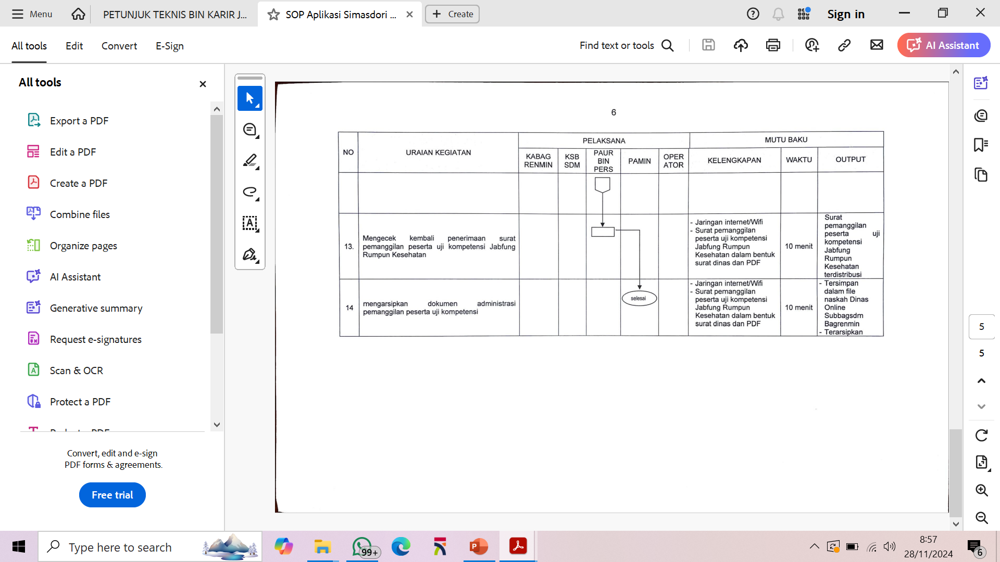 Menu
PETUNJUK TEKNIS BIN KARIR J...
SOP Aplikasi Simasdori ...
Create
Sign in
All tools
Edit
Convert
E-Sign
Find text or tools
AI Assistant
All tools
Export a PDF
Edit a PDF
Create a PDF
Combine files
Organize pages
AI Assistant
Generative summary
Request e-signatures
Scan & OCR
Protect a PDF
Convert, edit and e-sign
PDF forms & agreements.
Free trial
6
NO
URAIAN KEGIATAN
PELAKSANA
MUTU BAKU
KABAG
RENMIN
KSB
SDM
PAUR
BIN
PERS
PAMIN
OPER
ATOR
KELENGKAPAN
WAKTU
OUTPUT
13.
Mengecek kembali penerimaan surat
pemanggilan peserta uji kompetensi Jabfung
Rumpun Kesehatan
- Jaringan internet/Wifi
- Surat pemanggilan
peserta uji kompetensi
Jabfung Rumpun
Kesehatan dalam bentuk
surat dinas dan PDF
10 menit
Surat
pemanggilan
peserta uji
kompetensi
Jabfung
Rumpun
Kesehatan
terdistribusi
14
mengarsipkan dokumen administrasi
pemanggilan peserta uji kompetensi
selesai
- Jaringan internet/Wifi
- Surat pemanggilan
peserta uji kompetensi
Jabfung Rumpun
Kesehatan dalam bentuk
surat dinas dan PDF
10 menit
- Tersimpan
dalam file
naskah Dinas
Online
Subbagsdm
Bagrenmin
- Terarsipkan
5
5
Type here to search
99+
8:57
28/11/2024
6